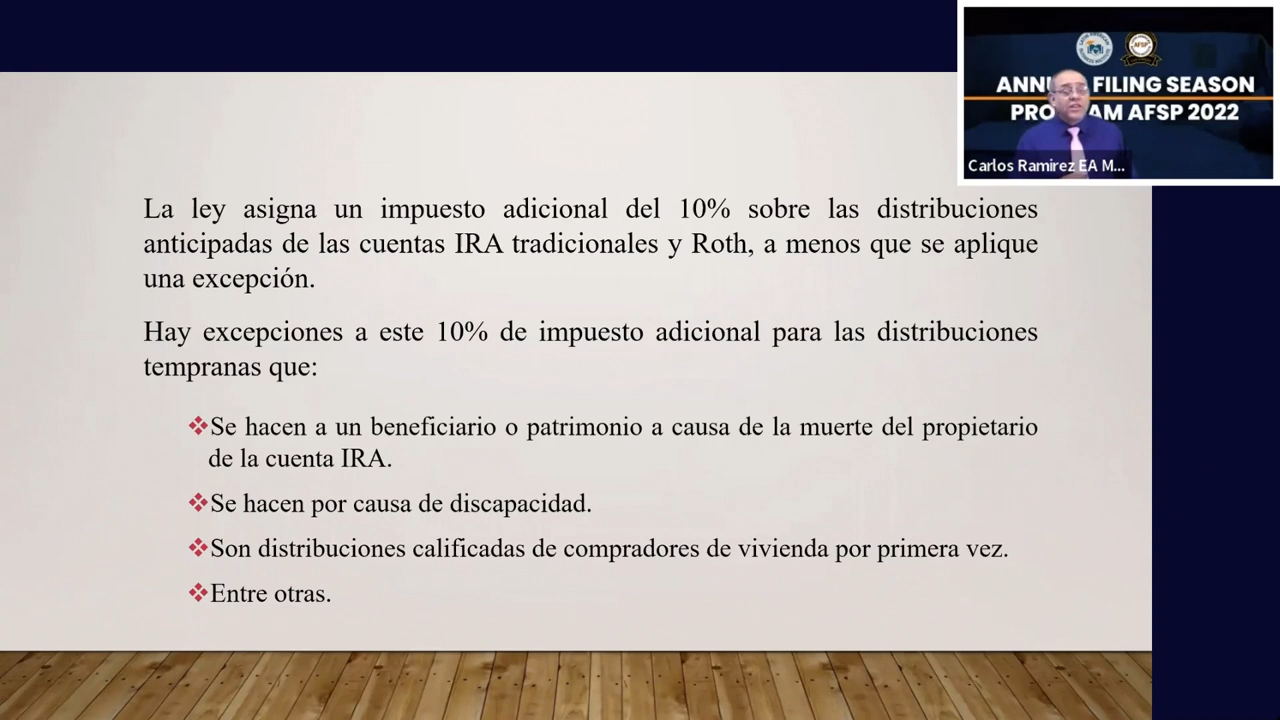 ANNU FILING SEASON
PRO AM AFSP 2022
Carlos Ramirez EA M...
La ley asigna un impuesto adicional del 10% sobre las distribuciones
anticipadas de las cuentas IRA tradicionales y Roth, a menos que se aplique
una excepción.
Hay excepciones a este 10% de impuesto adicional para las distribuciones
tempranas que:
❖Se hacen a un beneficiario o patrimonio a causa de la muerte del propietario
de la cuenta IRA.
❖Se hacen por causa de discapacidad.
❖Son distribuciones calificadas de compradores de vivienda por primera vez.
❖Entre otras.